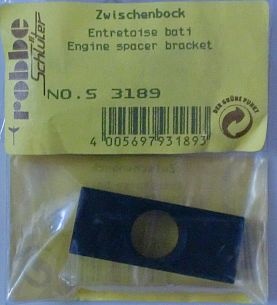 robbe
Schlüter
Zwischenbock
Entretoise bati
Engine spacer bracket
NO.S 3189
4 005697 931893
DER GRÜNE PUNKT